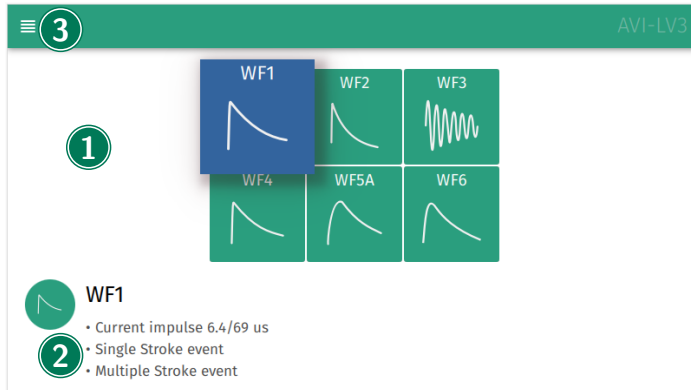 3
AVI-LV3
WF1
WF2
WF3
1
WF4
WF5A
WF6
WF1
• Current impulse 6.4/69 us
2
• Single Stroke event
• Multiple Stroke event